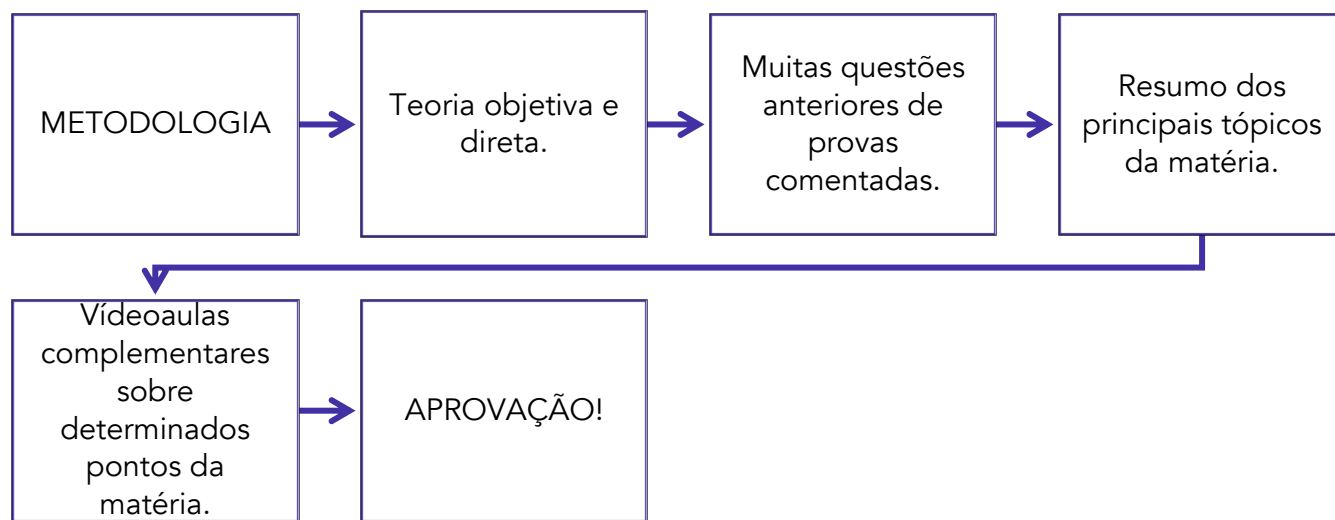 METODOLOGIA
Teoria objetiva e
direta.
Muitas questões
anteriores de
provas
comentadas.
Resumo dos
principais tópicos
da matéria.
Vídeoaulas
complementares
sobre
determinados
pontos da
matéria.
APROVAÇÃO!